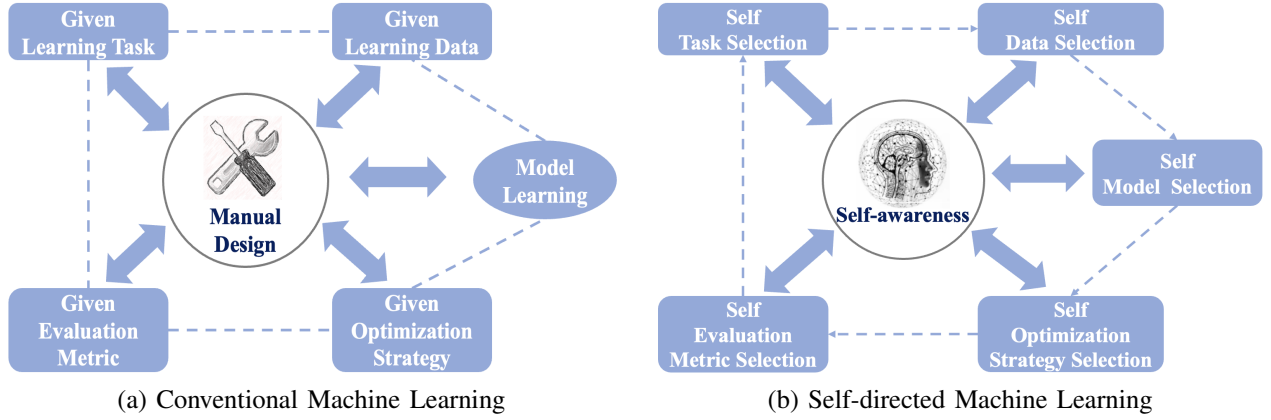 Given
Learning Task
Given
Learning Data
Model
Learning
Manual
Design
Given
Evaluation
Metric
Given
Optimization
Strategy
(a) Conventional Machine Learning
Self
Task Selection
Self
Data Selection
Self
Model Selection
Self-awareness
Self
Evaluation
Metric Selection
Self
Optimization
Strategy Selection
(b) Self-directed Machine Learning